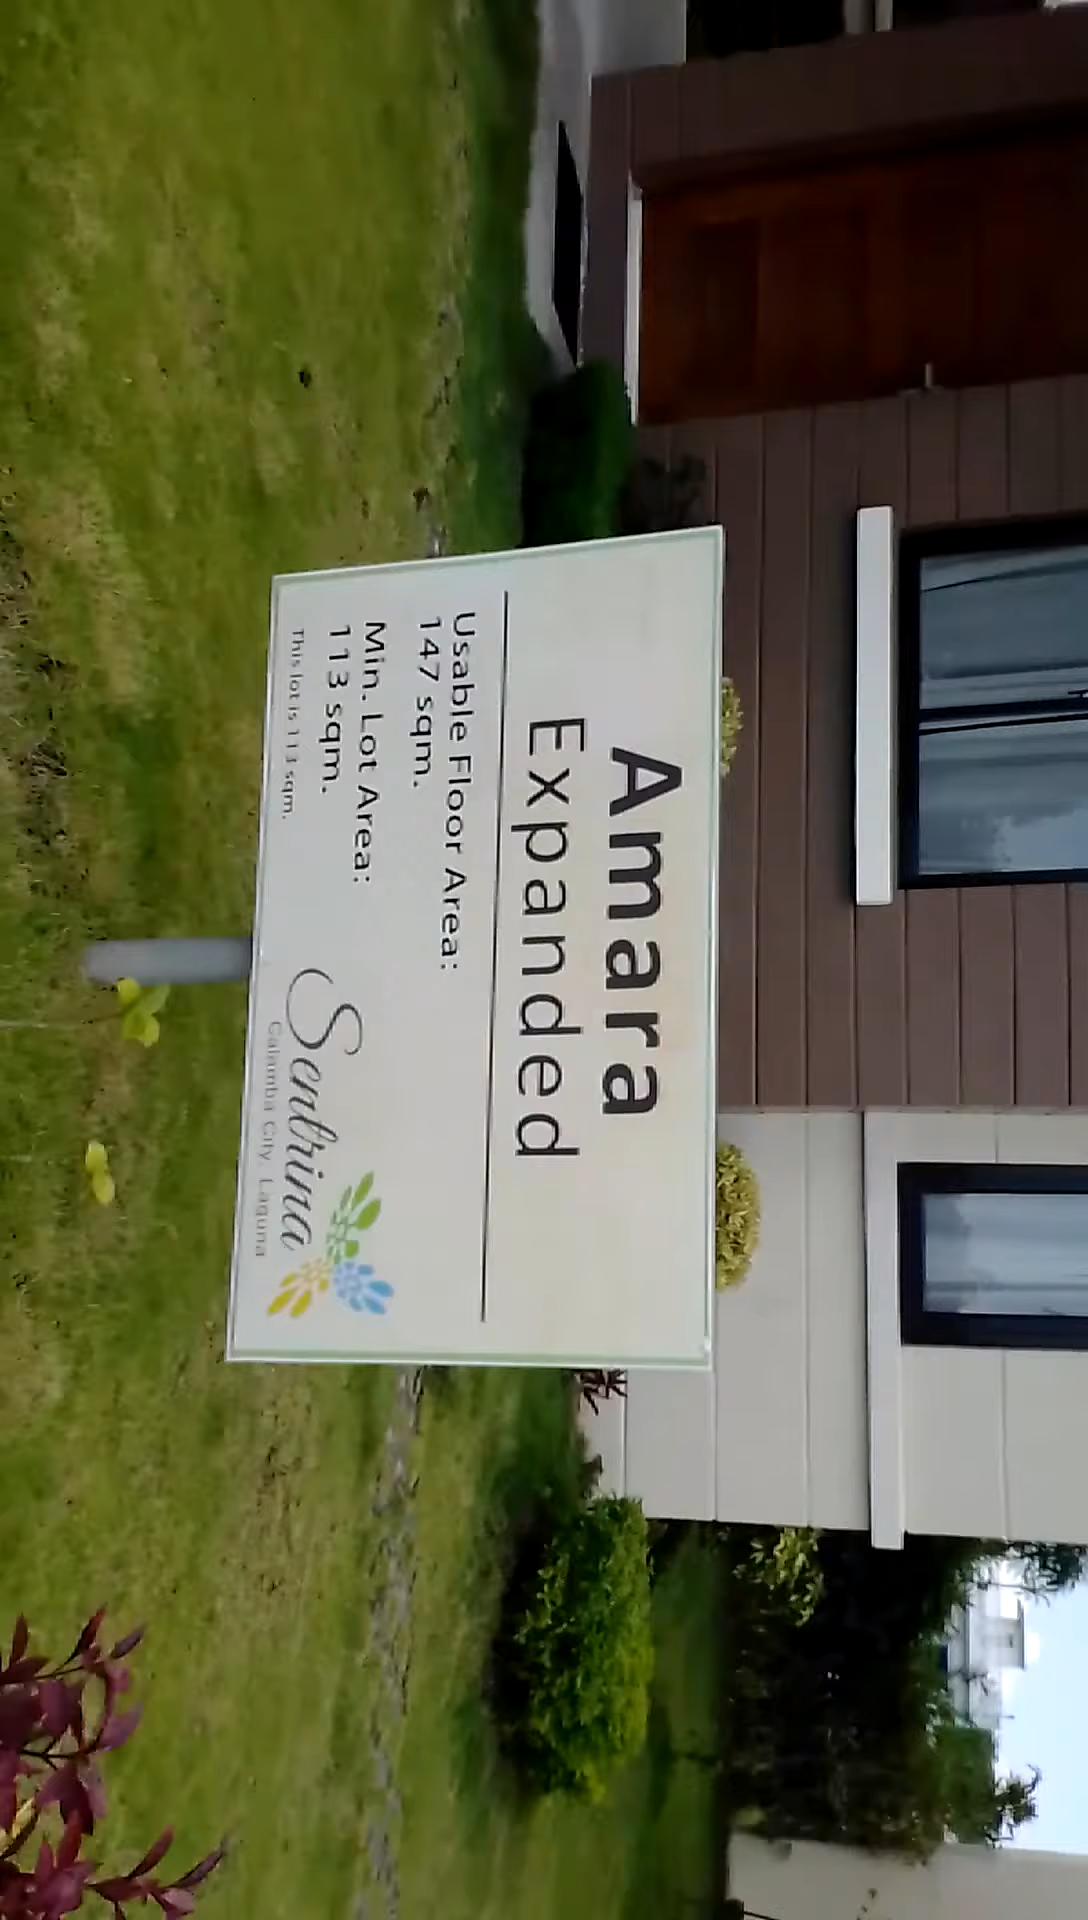 Amara
Expanded
Usable Floor Area:
147 sqm.
Min. Lot Area:
113 sqm.
This lot is 113 sqm.
Sentrina
Calamba City, Laguna